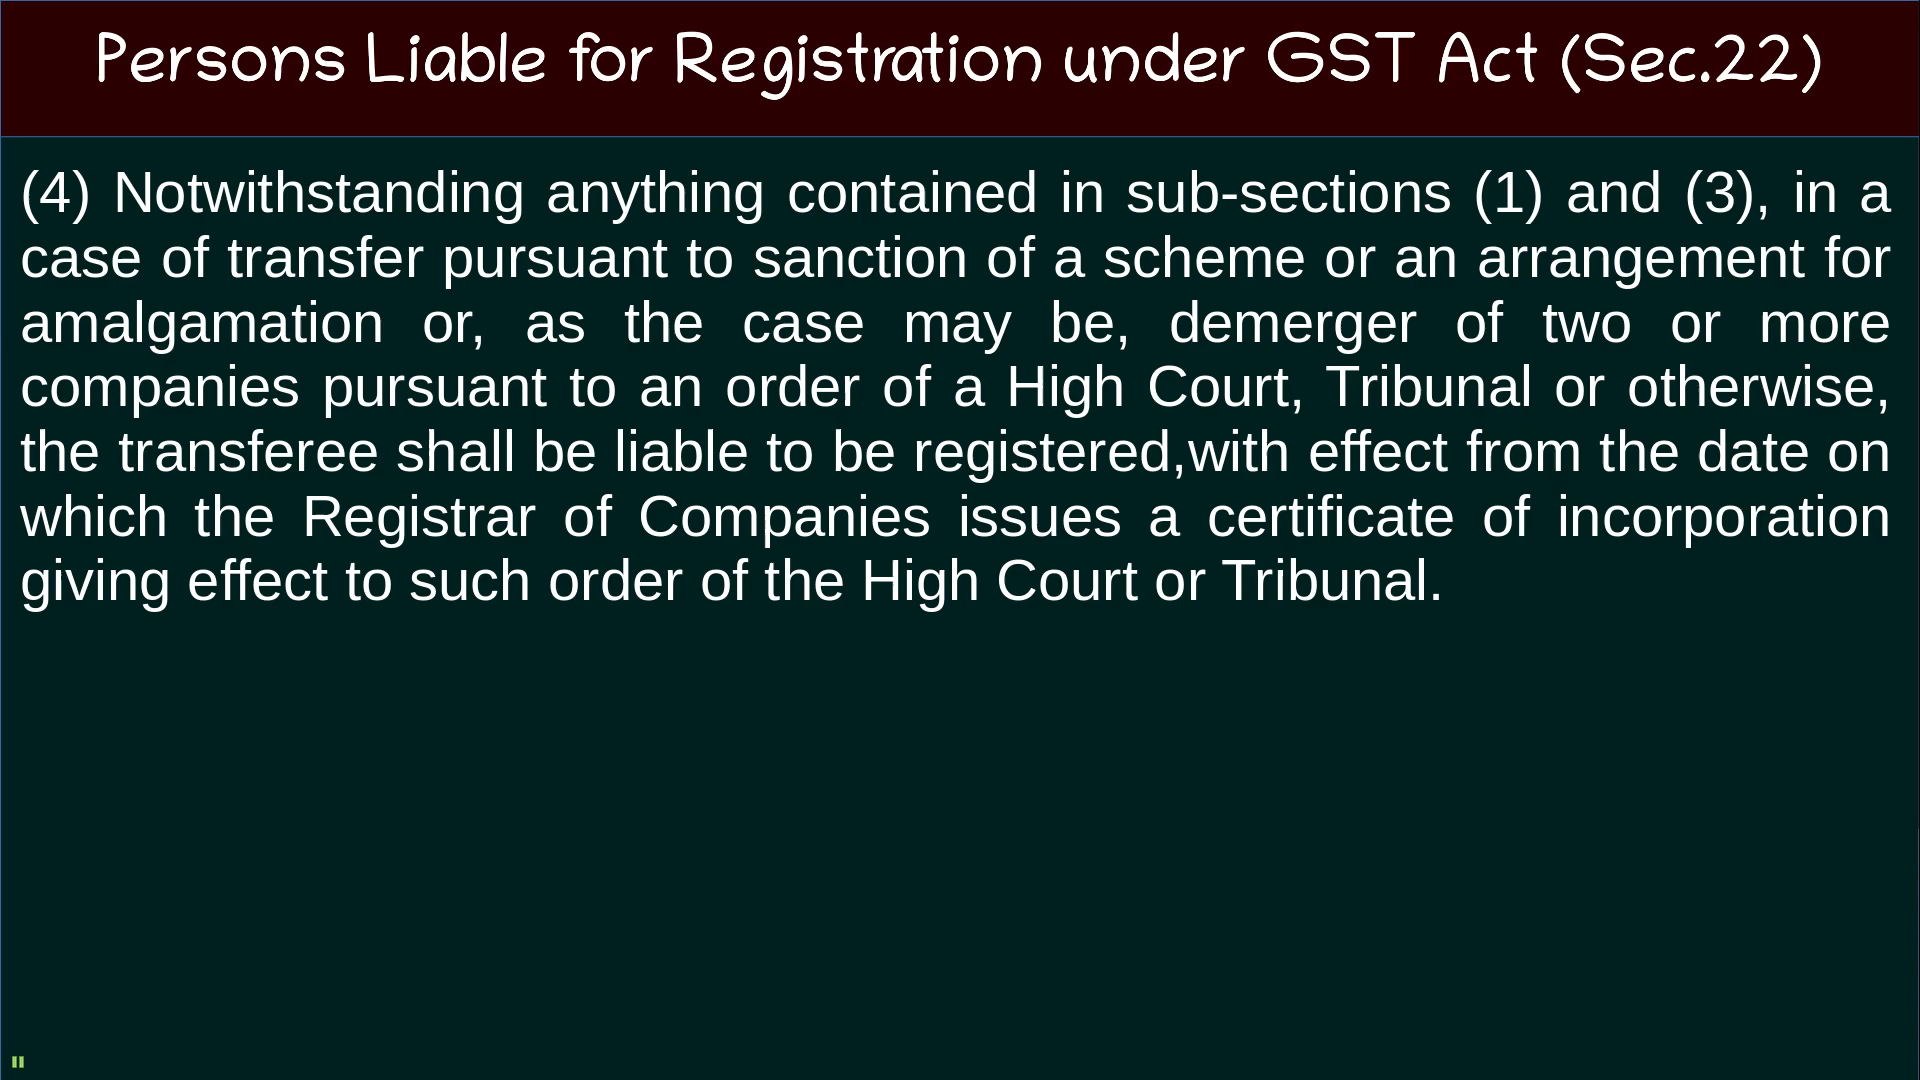 Persons Liable for Registration under GST Act (Sec.22)
(4) Notwithstanding anything contained in sub-sections (1) and (3), in a
case of transfer pursuant to sanction of a scheme or an arrangement for
amalgamation or, as the case may be, demerger of two or more
companies pursuant to an order of a High Court, Tribunal or otherwise,
the transferee shall be liable to be registered,with effect from the date on
which the Registrar of Companies issues a certificate of incorporation
giving effect to such order of the High Court or Tribunal.
"